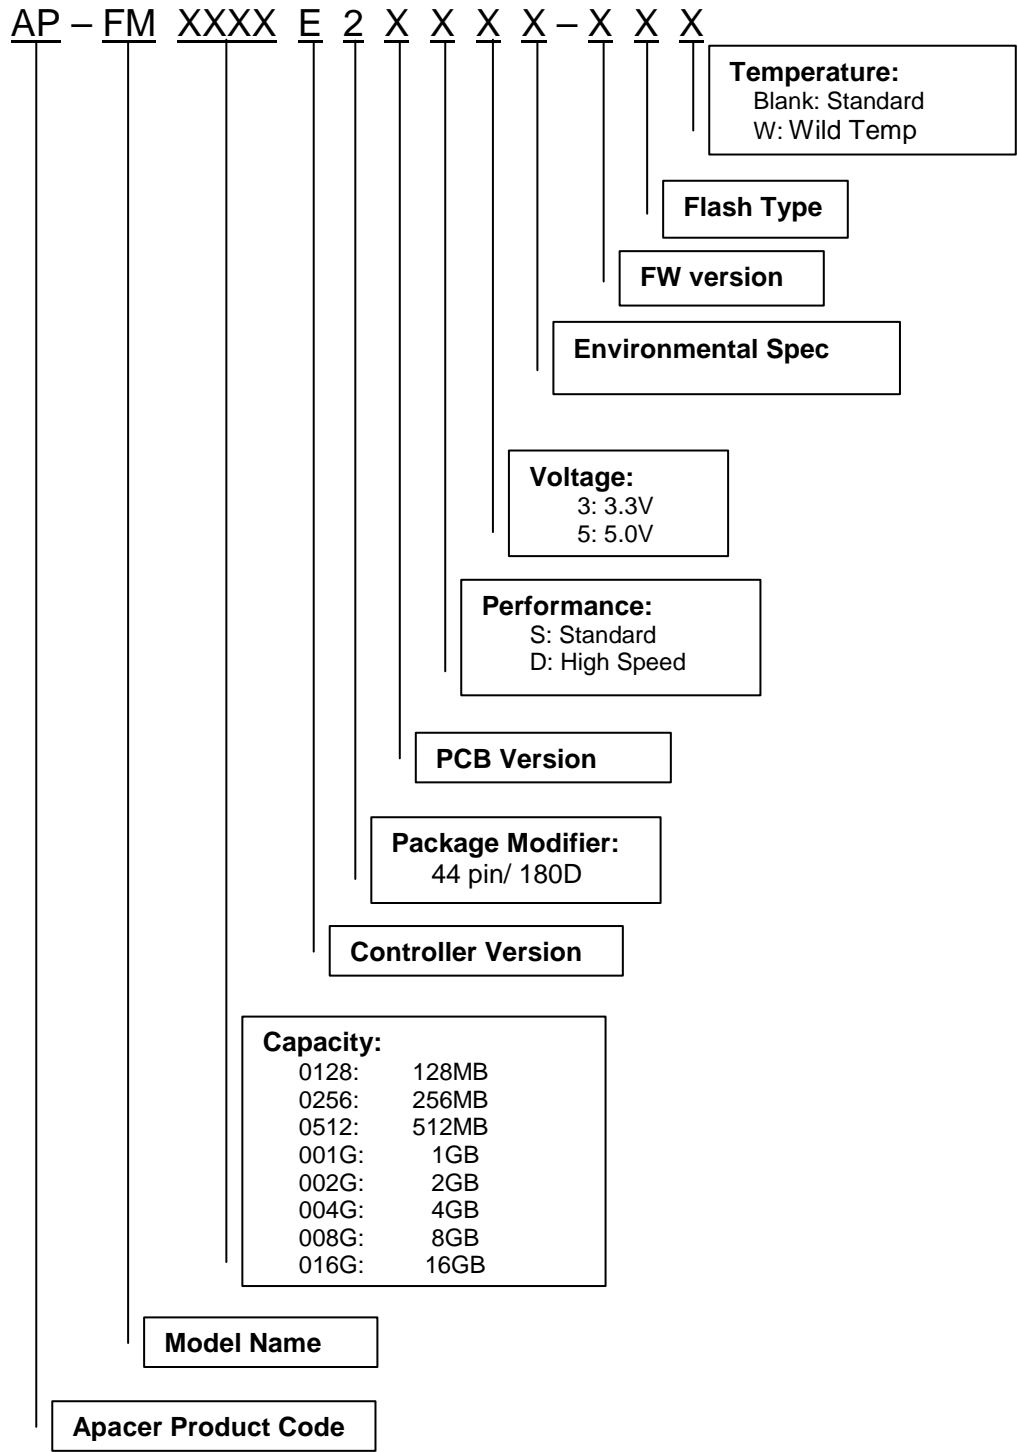 AP – FM XXXX E 2 X X X X – X X X
Temperature:
Blank: Standard
W: Wild Temp
Flash Type
FW version
Environmental Spec
Voltage:
3: 3.3V
5: 5.0V
Performance:
S: Standard
D: High Speed
PCB Version
Package Modifier:
44 pin/ 180D
Controller Version
Capacity:
0128: 128MB
0256: 256MB
0512: 512MB
001G: 1GB
002G: 2GB
004G: 4GB
008G: 8GB
016G: 16GB
Model Name
Apacer Product Code